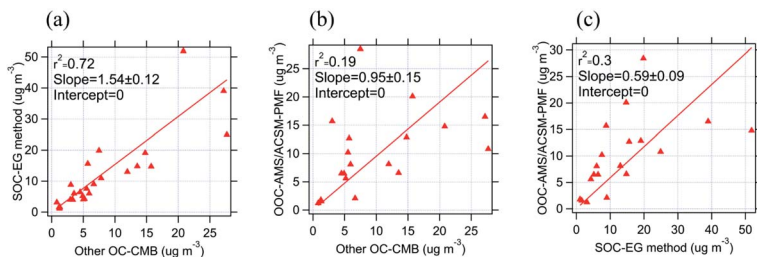 (a)
r²=0.72
Slope=1.54±0.12
Intercept=0
SOC-EG method (ug m⁻³)
50
40
30
20
10
0
0 5 10 15 20 25
Other OC-CMB (ug m⁻³)
(b)
r²=0.19
Slope=0.95±0.15
Intercept=0
OOC-AMS/ACSM-PMF (ug m⁻³)
25
20
15
10
5
0
0 5 10 15 20 25
Other OC-CMB (ug m⁻³)
(c)
r²=0.3
Slope=0.59±0.09
Intercept=0
OOC-AMS/ACSM-PMF (ug m⁻³)
30
25
20
15
10
5
0
0 10 20 30 40 50
SOC-EG method (ug m⁻³)